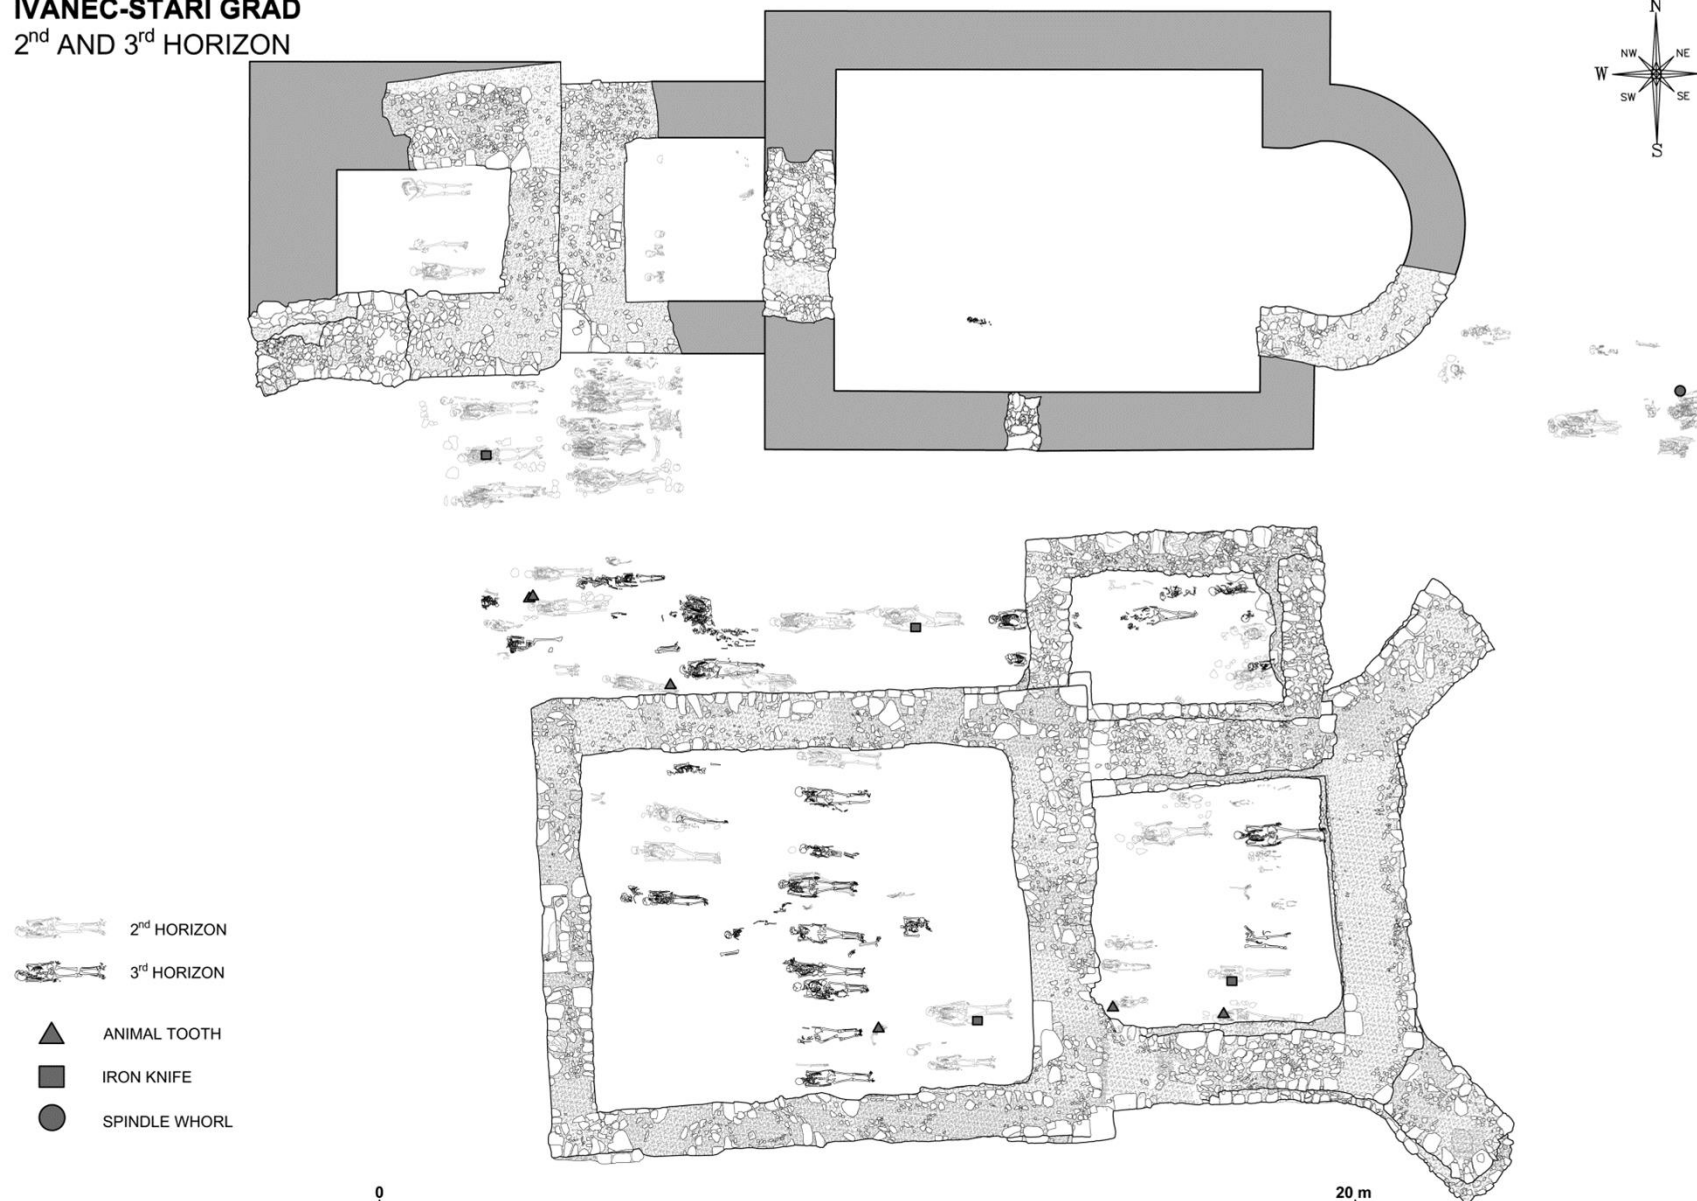 IVANEC-STARI GRAD
2nd AND 3rd HORIZON
N
NW NE
W
SW SE
S
2nd HORIZON
3rd HORIZON
ANIMAL TOOTH
IRON KNIFE
SPINDLE WHORL
0 20 m